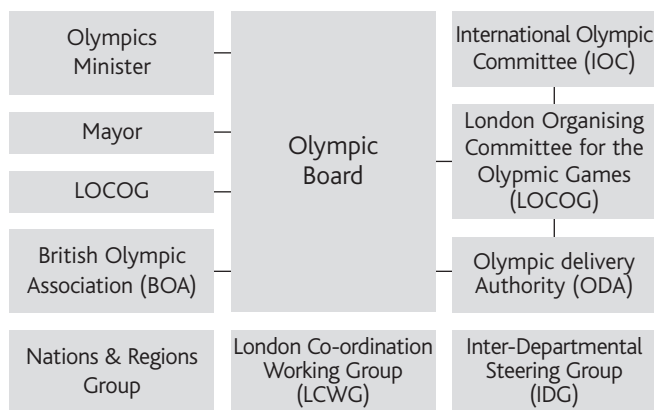 Olympics
Minister
Mayor
LOCOG
British Olympic
Association (BOA)
Olympic
Board
International Olympic
Committee (IOC)
London Organising
Committee for the
Olypmic Games
(LOCOG)
Olympic delivery
Authority (ODA)
Nations & Regions
Group
London Co-ordination
Working Group
(LCWG)
Inter-Departmental
Steering Group
(IDG)